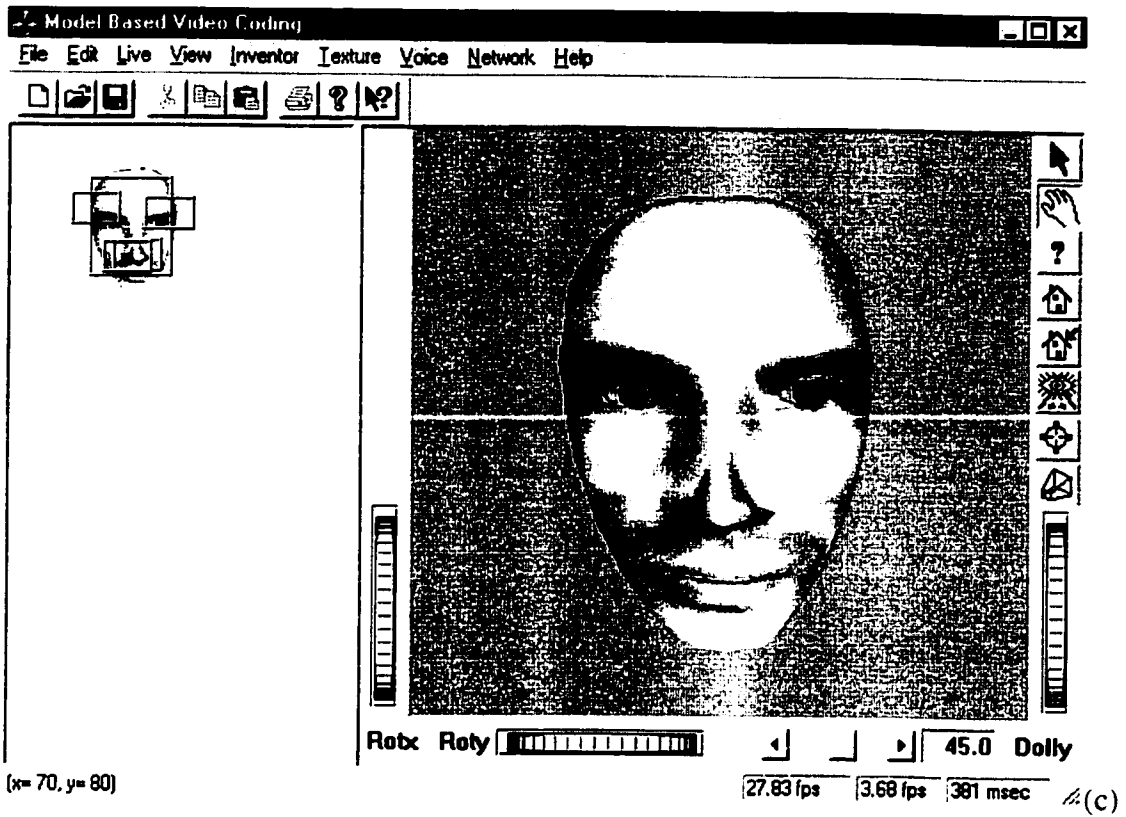 Model Based Video Coding
File Edit Live View Inventor Texture Voice Network Help
Rotx Roty 45.0 Dolly
(x= 70, y= 80) 27.83 fps 3.68 fps 381 msec (c)